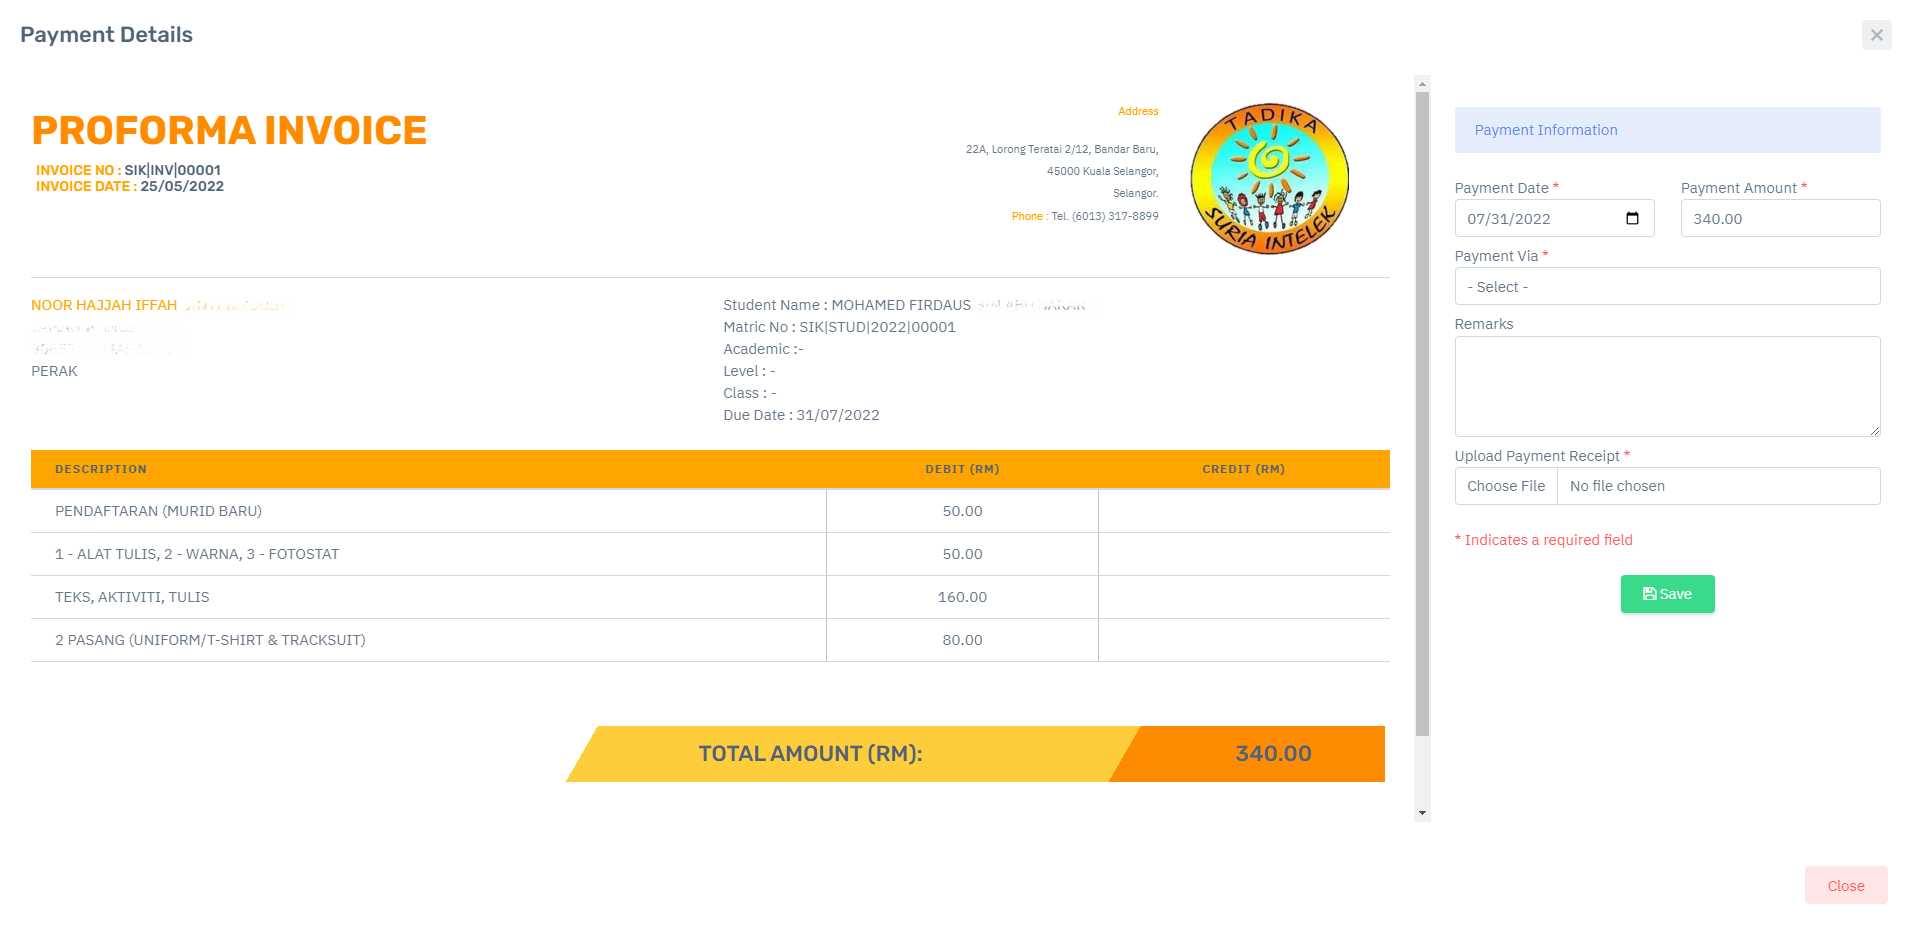 Payment Details
PROFORMA INVOICE
INVOICE NO : SIK|INV|00001
INVOICE DATE : 25/05/2022
Address
22A, Lorong Teratai 2/12, Bandar Baru,
45000 Kuala Selangor,
Selangor.
Phone : Tel. (6013) 317-8899
TADIKA
SURIA INTELEK
NOOR HAJJAH IFFAH
PERAK
Student Name : MOHAMED FIRDAUS
Matric No : SIK|STUD|2022|00001
Academic :-
Level : -
Class : -
Due Date : 31/07/2022
DESCRIPTION DEBIT (RM) CREDIT (RM)
PENDAFTARAN (MURID BARU) 50.00
1 - ALAT TULIS, 2 - WARNA, 3 - FOTOSTAT 50.00
TEKS, AKTIVITI, TULIS 160.00
2 PASANG (UNIFORM/T-SHIRT & TRACKSUIT) 80.00
TOTAL AMOUNT (RM): 340.00
Payment Information
Payment Date * Payment Amount *
07/31/2022 340.00
Payment Via *
- Select -
Remarks
Upload Payment Receipt *
Choose File No file chosen
* Indicates a required field
Save
Close